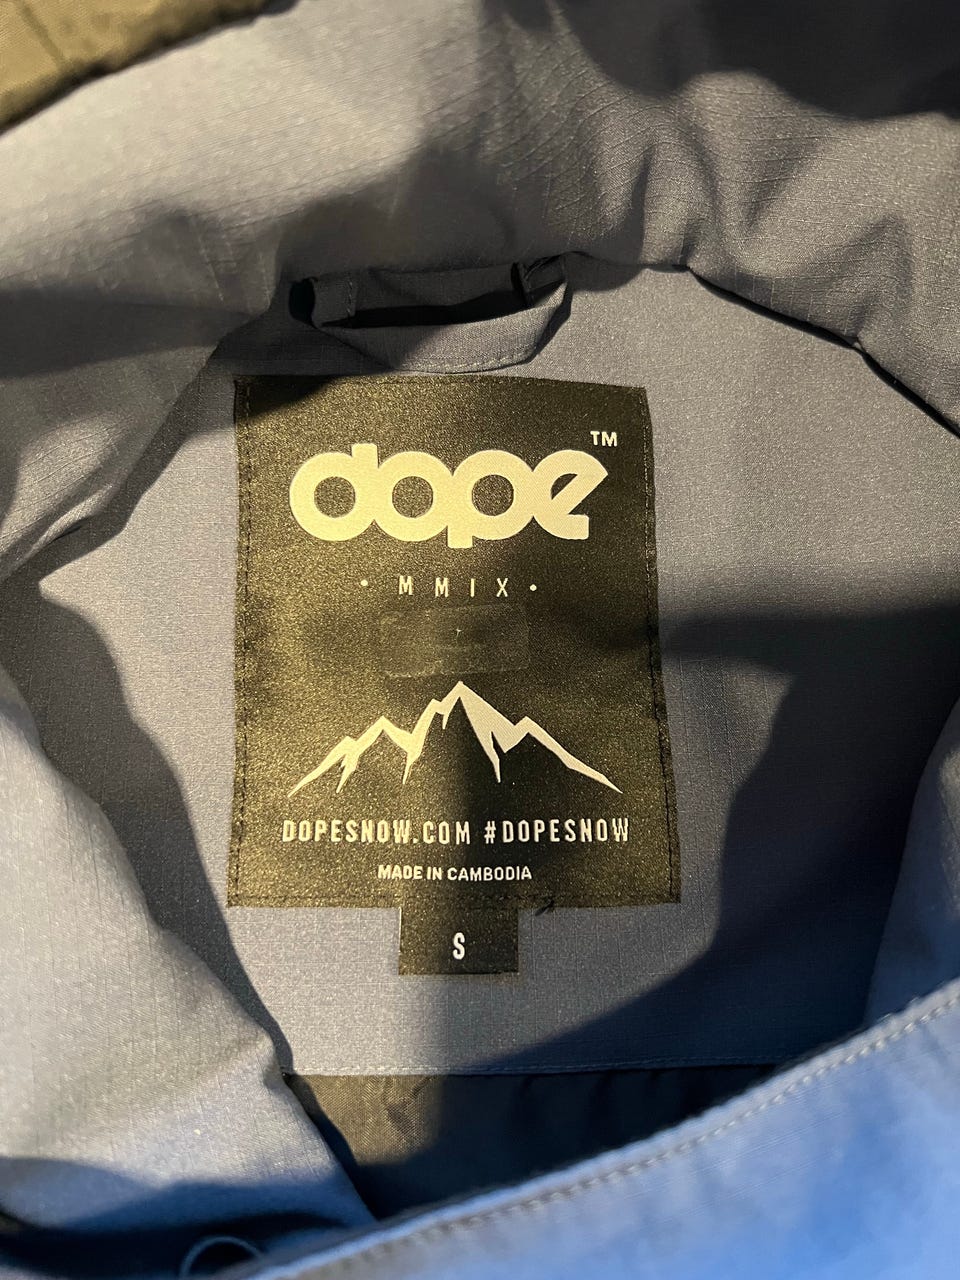 dope™
· MMIX ·
DOPESNOW.COM #DOPESNOW
MADE IN CAMBODIA
S